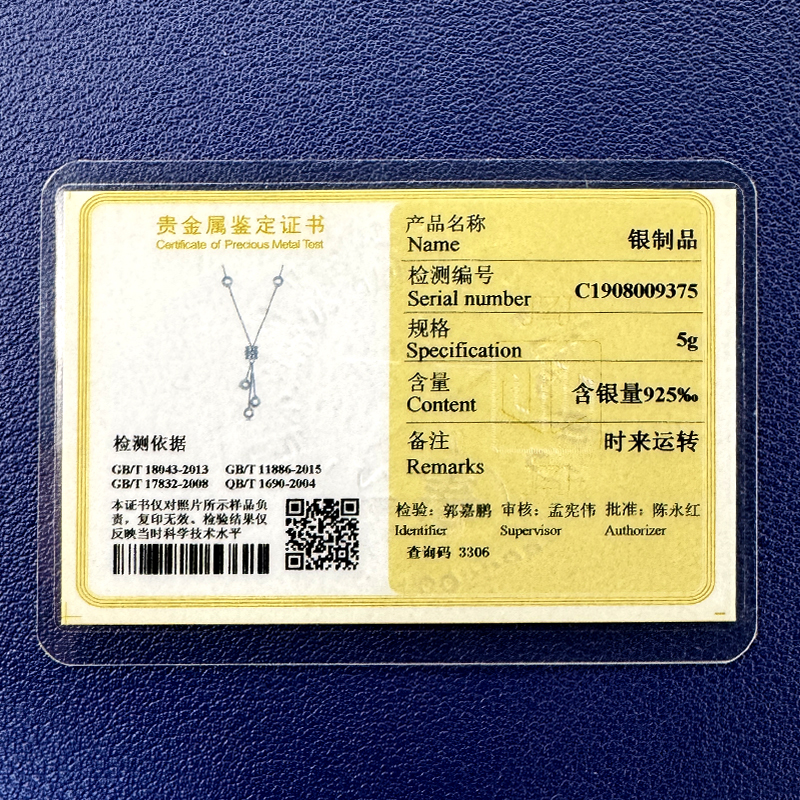 贵金属鉴定证书
Certificate of Precious Metal Test
检测依据
GB/T 18043-2013 GB/T 11886-2015
GB/T 17832-2008 QB/T 1690-2004
本证书仅对照片所示样品负
责，复印无效、检验结果仅
反映当时科学技术水平
产品名称
Name 银制品
检测编号
Serial number C1908009375
规格
Specification 5g
含量
Content 含银量925‰
备注 时来运转
Remarks
检验：郭嘉鹏 审核：孟宪伟 批准：陈永红
Identifier Supervisor Authorizer
查询码 3306